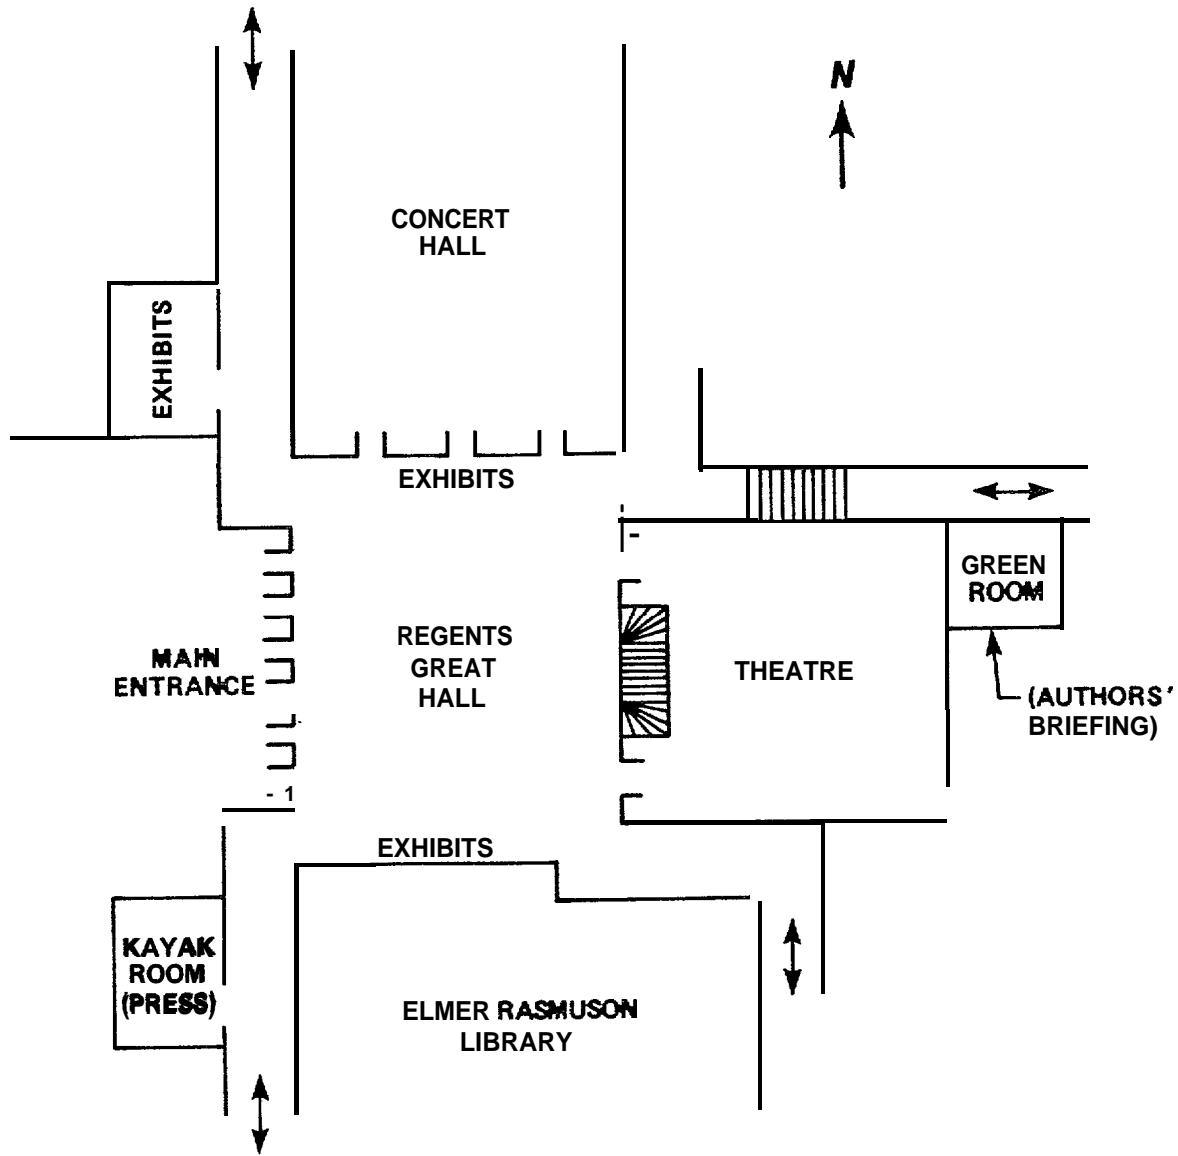 N
CONCERT
HALL
EXHIBITS
EXHIBITS
GREEN
ROOM
REGENTS
GREAT
HALL
MAIN
ENTRANCE
THEATRE
(AUTHORS'
BRIEFING)
- 1
EXHIBITS
KAYAK
ROOM
(PRESS)
ELMER RASMUSON
LIBRARY